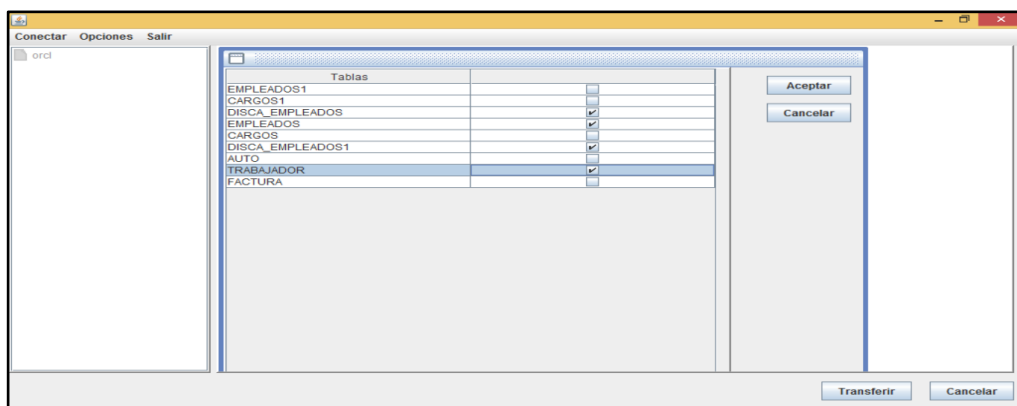 Conectar Opciones Salir
orcl
Tablas
EMPLEADOS1
CARGOS1
DISCA_EMPLEADOS
EMPLEADOS
CARGOS
DISCA_EMPLEADOS1
AUTO
TRABAJADOR
FACTURA
Aceptar
Cancelar
Transferir Cancelar